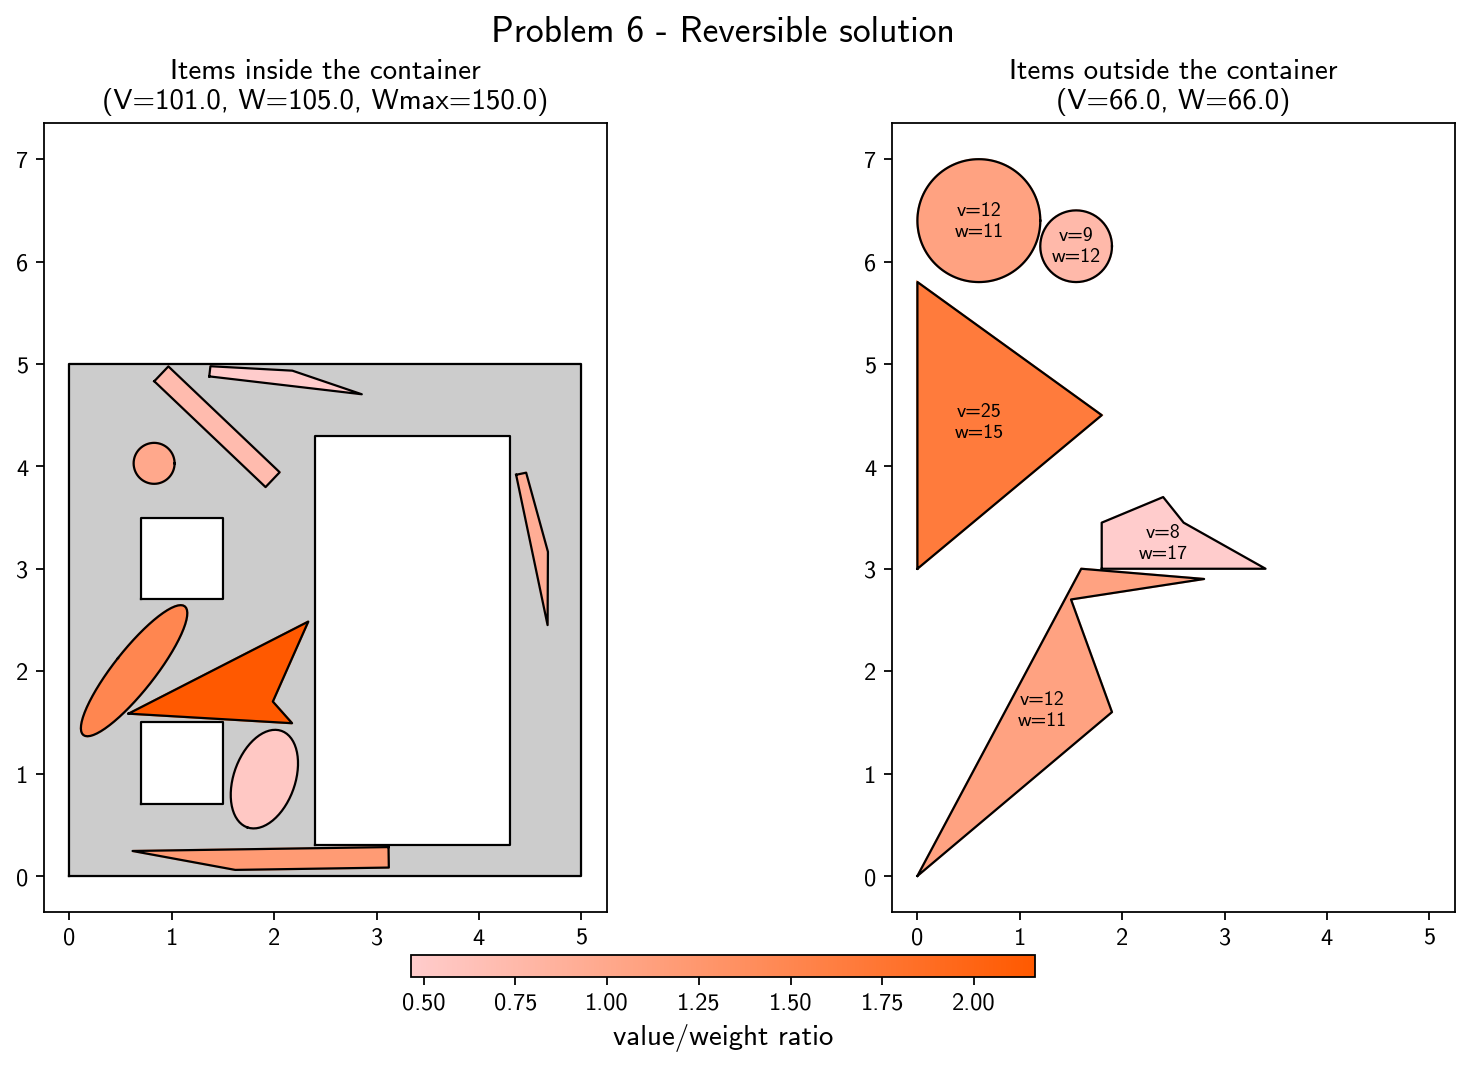 Problem 6 - Reversible solution
Items inside the container
(V=101.0, W=105.0, Wmax=150.0)
Items outside the container
(V=66.0, W=66.0)
7
6
5
4
3
2
1
0
0 1 2 3 4 5
7
6
5
4
3
2
1
0
v=12
w=11
v=9
w=12
v=25
w=15
v=8
w=17
v=12
w=11
0 1 2 3 4 5
0.50 0.75 1.00 1.25 1.50 1.75 2.00
value/weight ratio